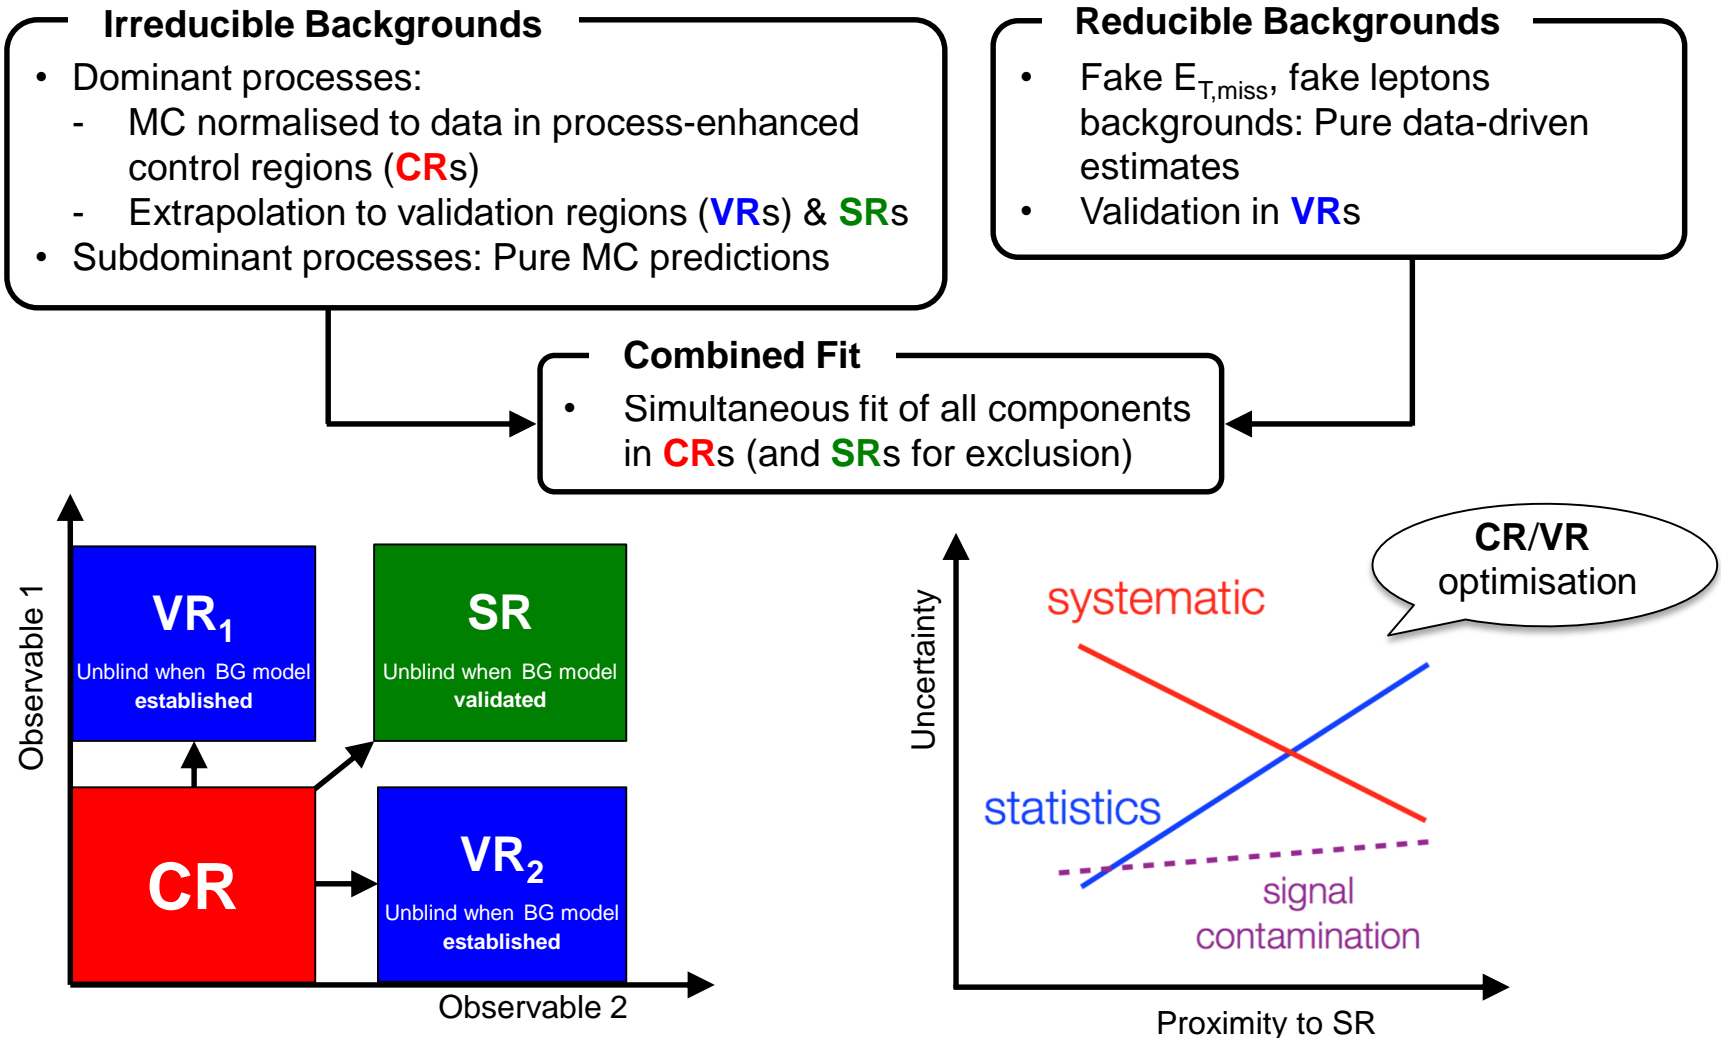 Irreducible Backgrounds
• Dominant processes:
- MC normalised to data in process-enhanced
control regions (CRs)
- Extrapolation to validation regions (VRs) & SRs
• Subdominant processes: Pure MC predictions
Reducible Backgrounds
• Fake E_T,miss, fake leptons
backgrounds: Pure data-driven
estimates
• Validation in VRs
Combined Fit
• Simultaneous fit of all components
in CRs (and SRs for exclusion)
Observable 1
VR₁
Unblind when BG model
established
SR
Unblind when BG model
validated
CR
VR₂
Unblind when BG model
established
Observable 2
CR/VR
optimisation
Uncertainty
systematic
statistics
signal
contamination
Proximity to SR